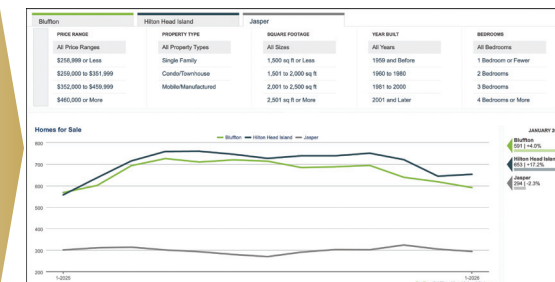 Bluffton Hilton Head Island Jasper
PRICE RANGE PROPERTY TYPE SQUARE FOOTAGE YEAR BUILT BEDROOMS
All Price Ranges All Property Types All Sizes All Years All Bedrooms
$258,999 or Less Single Family 1,500 sq ft or Less 1959 and Before 1 Bedroom or Fewer
$259,000 to $351,999 Condo/Townhouse 1,501 to 2,000 sq ft 1960 to 1980 2 Bedrooms
$352,000 to $459,999 Mobile/Manufactured 2,001 to 2,500 sq ft 1981 to 2000 3 Bedrooms
$460,000 or More 2,501 sq ft or More 2001 and Later 4 Bedrooms or More
Homes for Sale
Bluffton Hilton Head Island Jasper
JANUARY 2
800
700
600
500
400
300
200
1-2025 1-2026
Bluffton
591 | +4.0%
Hilton Head Islan
653 | +17.2%
Jasper
294 | -2.3%